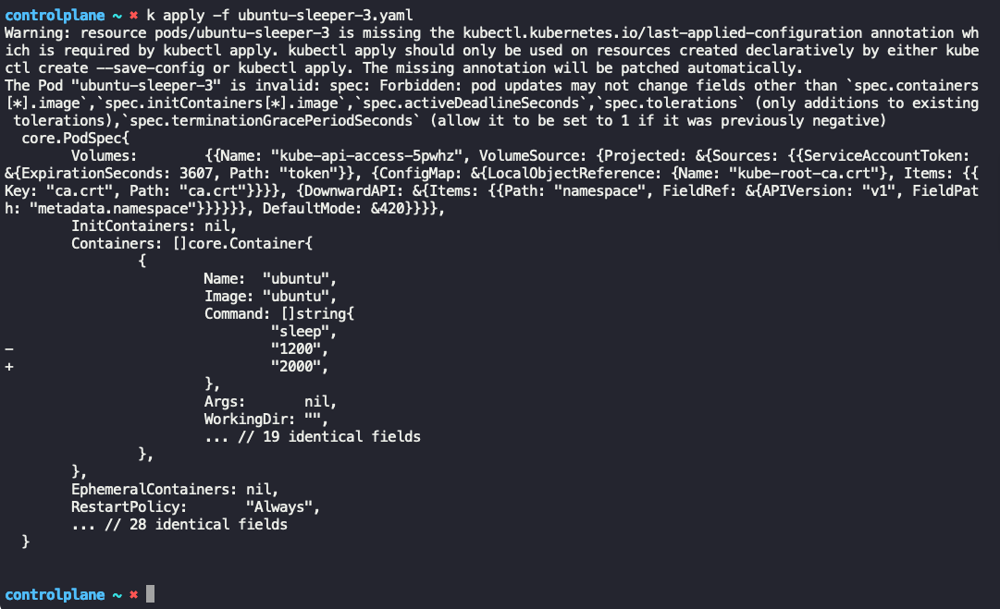 controlplane ~ ✖ k apply -f ubuntu-sleeper-3.yaml
Warning: resource pods/ubuntu-sleeper-3 is missing the kubectl.kubernetes.io/last-applied-configuration annotation wh
ich is required by kubectl apply. kubectl apply should only be used on resources created declaratively by either kube
ctl create --save-config or kubectl apply. The missing annotation will be patched automatically.
The Pod "ubuntu-sleeper-3" is invalid: spec: Forbidden: pod updates may not change fields other than `spec.containers
[*].image`,`spec.initContainers[*].image`,`spec.activeDeadlineSeconds`,`spec.tolerations` (only additions to existing
 tolerations),`spec.terminationGracePeriodSeconds` (allow it to be set to 1 if it was previously negative)
  core.PodSpec{
        Volumes:        {{Name: "kube-api-access-5pwhz", VolumeSource: {Projected: &{Sources: {{ServiceAccountToken:
&{ExpirationSeconds: 3607, Path: "token"}}, {ConfigMap: &{LocalObjectReference: {Name: "kube-root-ca.crt"}, Items: {{
Key: "ca.crt", Path: "ca.crt"}}}}, {DownwardAPI: &{Items: {{Path: "namespace", FieldRef: &{APIVersion: "v1", FieldPat
h: "metadata.namespace"}}}}}}, DefaultMode: &420}}}},
        InitContainers: nil,
        Containers: []core.Container{
                {
                        Name:  "ubuntu",
                        Image: "ubuntu",
                        Command: []string{
                                "sleep",
-                               "1200",
+                               "2000",
                        },
                        Args:       nil,
                        WorkingDir: "",
                        ... // 19 identical fields
                },
        },
        EphemeralContainers: nil,
        RestartPolicy:       "Always",
        ... // 28 identical fields
  }
controlplane ~ ✖